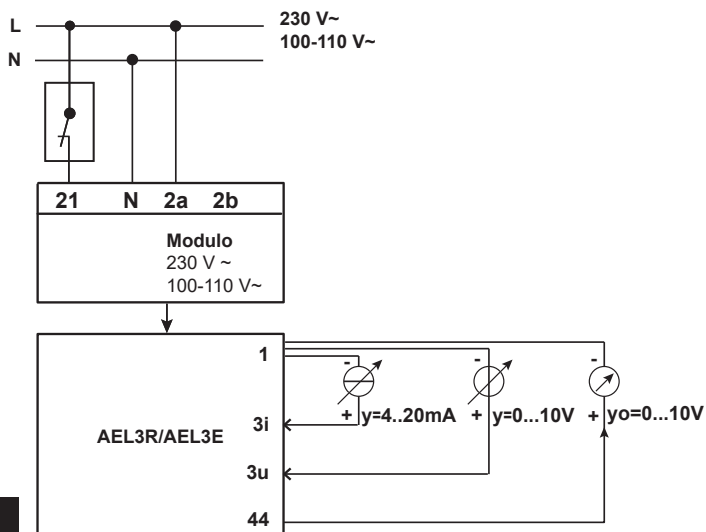 L
230 V~
100-110 V~
N
21 N 2a 2b
Modulo
230 V ~
100-110 V~
1
- - -
3i
+ y=4..20mA + y=0...10V + yo=0...10V
AEL3R/AEL3E
3u
44